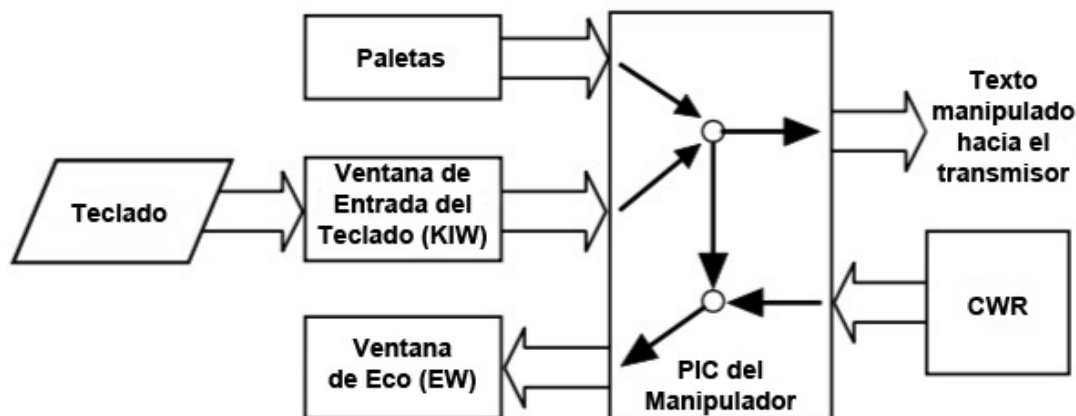 Paletas
Texto
manipulado
hacia el
transmisor
Teclado
Ventana de
Entrada del
Teclado (KIW)
CWR
Ventana
de Eco (EW)
PIC del
Manipulador